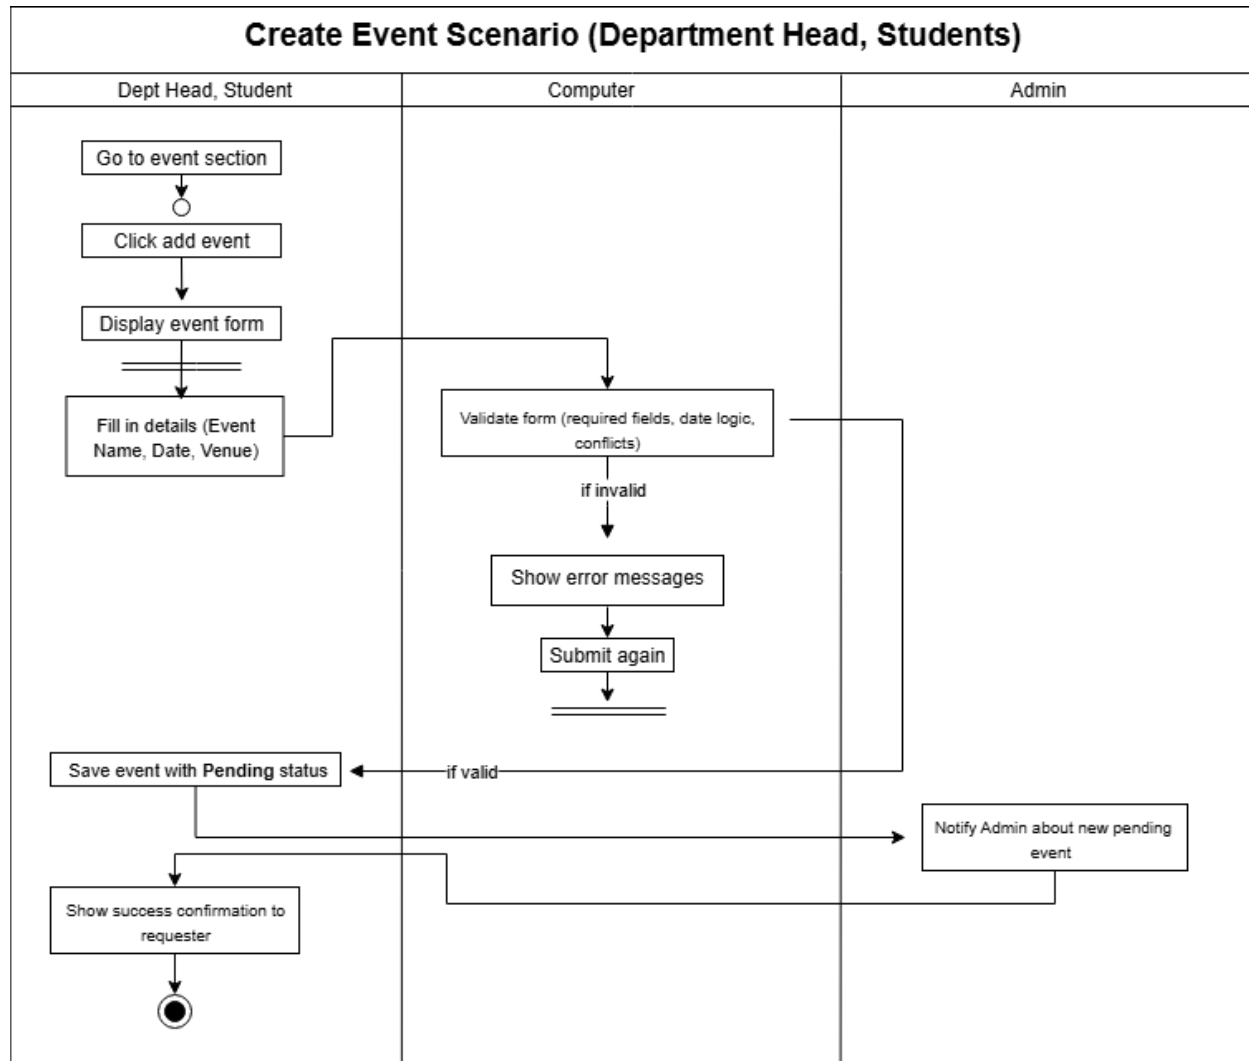 Create Event Scenario (Department Head, Students)
Dept Head, Student
Computer
Admin
Go to event section
Click add event
Display event form
Fill in details (Event
Name, Date, Venue)
Validate form (required fields, date logic,
conflicts)
if invalid
Show error messages
Submit again
Save event with Pending status
if valid
Notify Admin about new pending
event
Show success confirmation to
requester